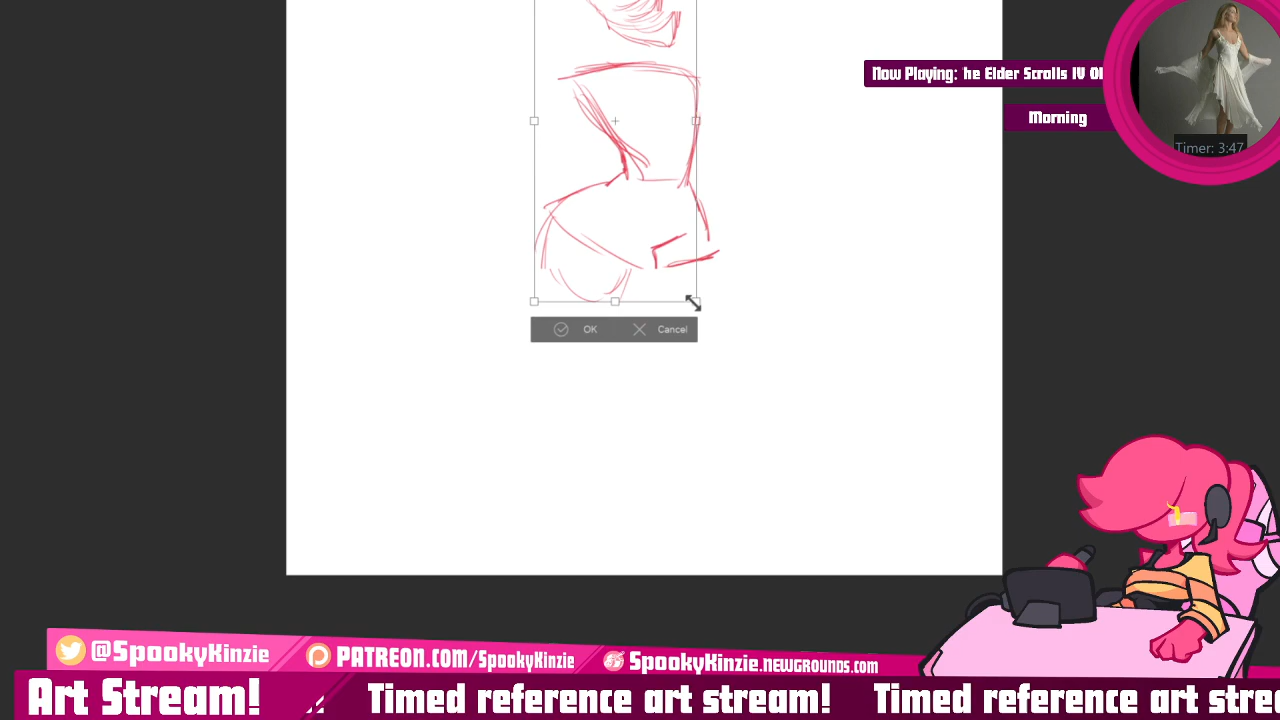 Now Playing: he Elder Scrolls IV
Morning
Timer: 3:47
OK
Cancel
@SpookyKinzie
PATREON.com/SpookyKinzie
SpookyKinzie.newgrounds.com
Art Stream!
! Timed reference art stream! Timed reference art stre